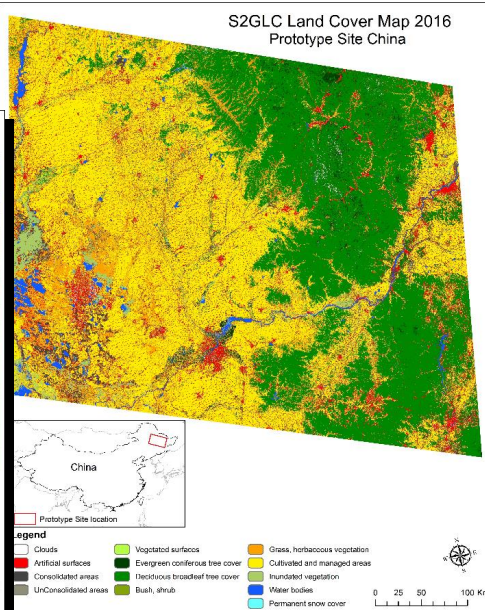 S2GLC Land Cover Map 2016
Prototype Site China
China
Prototype Site location
Legend
Clouds
Artificial surfaces
Consolidated areas
UnConsolidated areas
Vegetated surfaces
Evergreen coniferous tree cover
Deciduous broadleaf tree cover
Bush, shrub
Grass, herbaceous vegetation
Cultivated and managed areas
Inundated vegetation
Water bodies
Permanent snow cover
0 25 50 100 Km